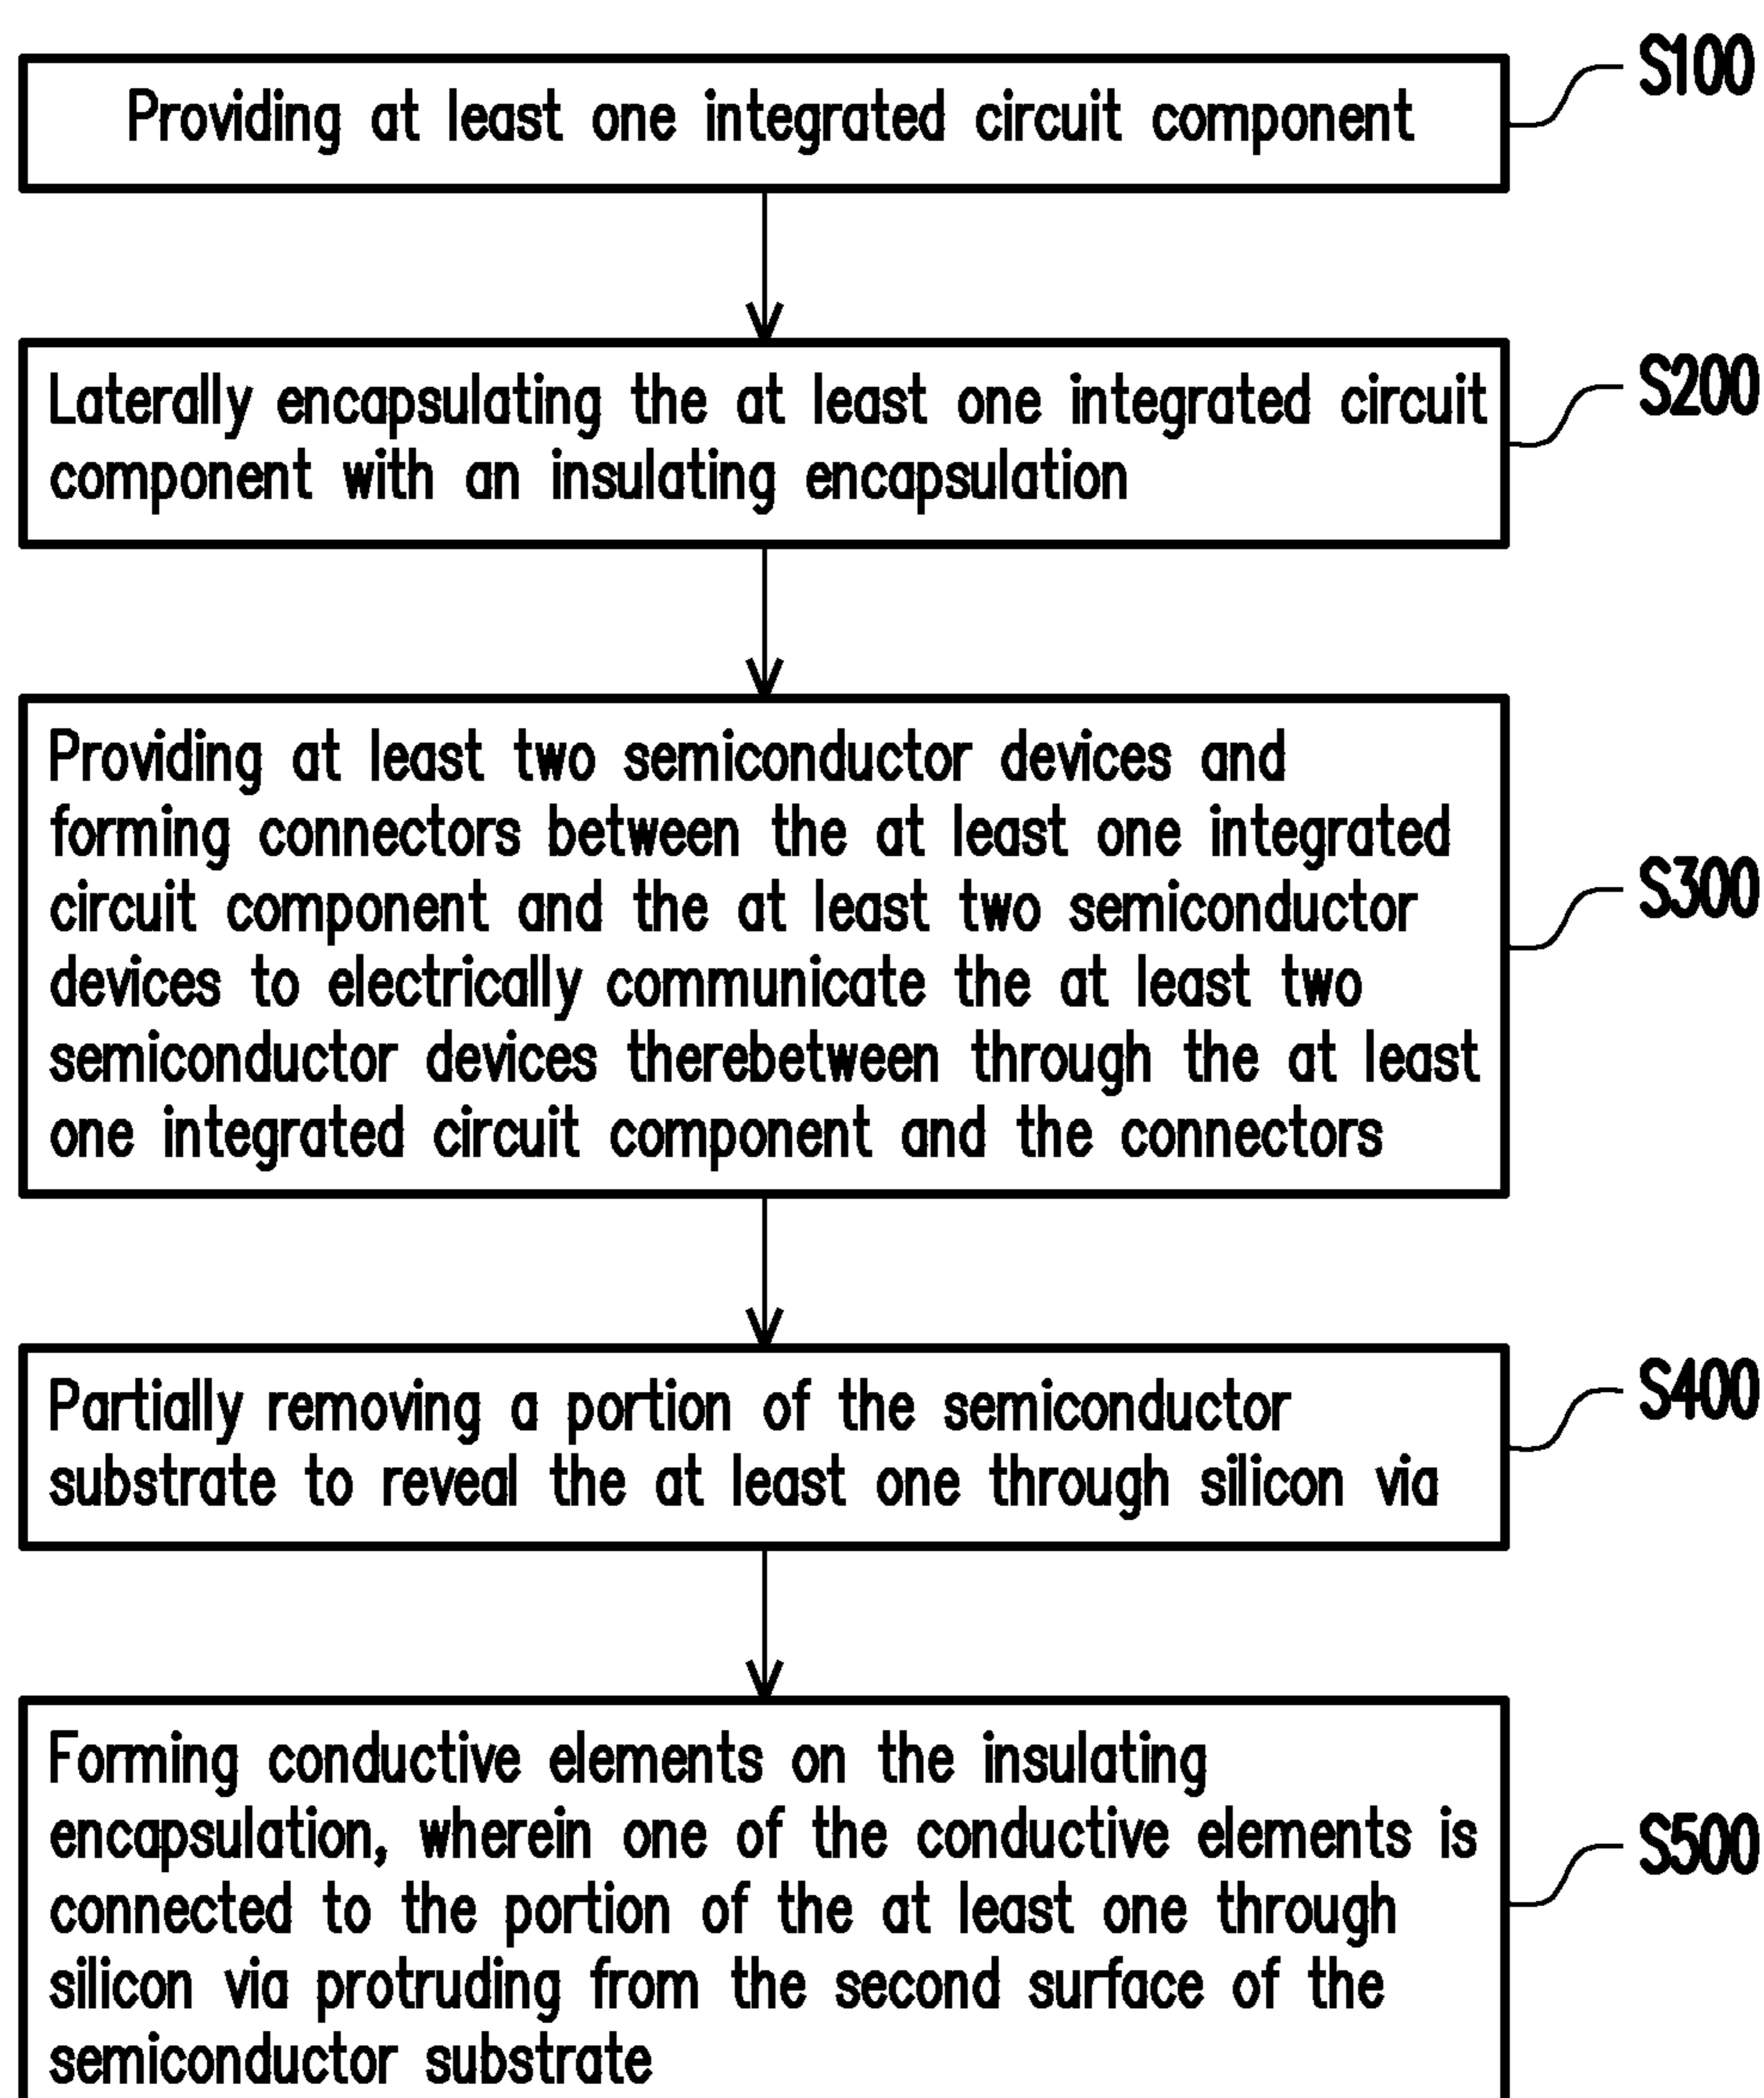 S100
Providing at least one integrated circuit component
S200
Laterally encapsulating the at least one integrated circuit
component with an insulating encapsulation
Providing at least two semiconductor devices and
forming connectors between the at least one integrated
S300
circuit component and the at least two semiconductor
devices to electrically communicate the at least two
semiconductor devices therebetween through the at least
one integrated circuit component and the connectors
S400
Partially removing a portion of the semiconductor
substrate to reveal the at least one through silicon via
Forming conductive elements on the insulating
S500
encapsulation, wherein one of the conductive elements is
connected to the portion of the at least one through
silicon via protruding from the second surface of the
semiconductor substrate